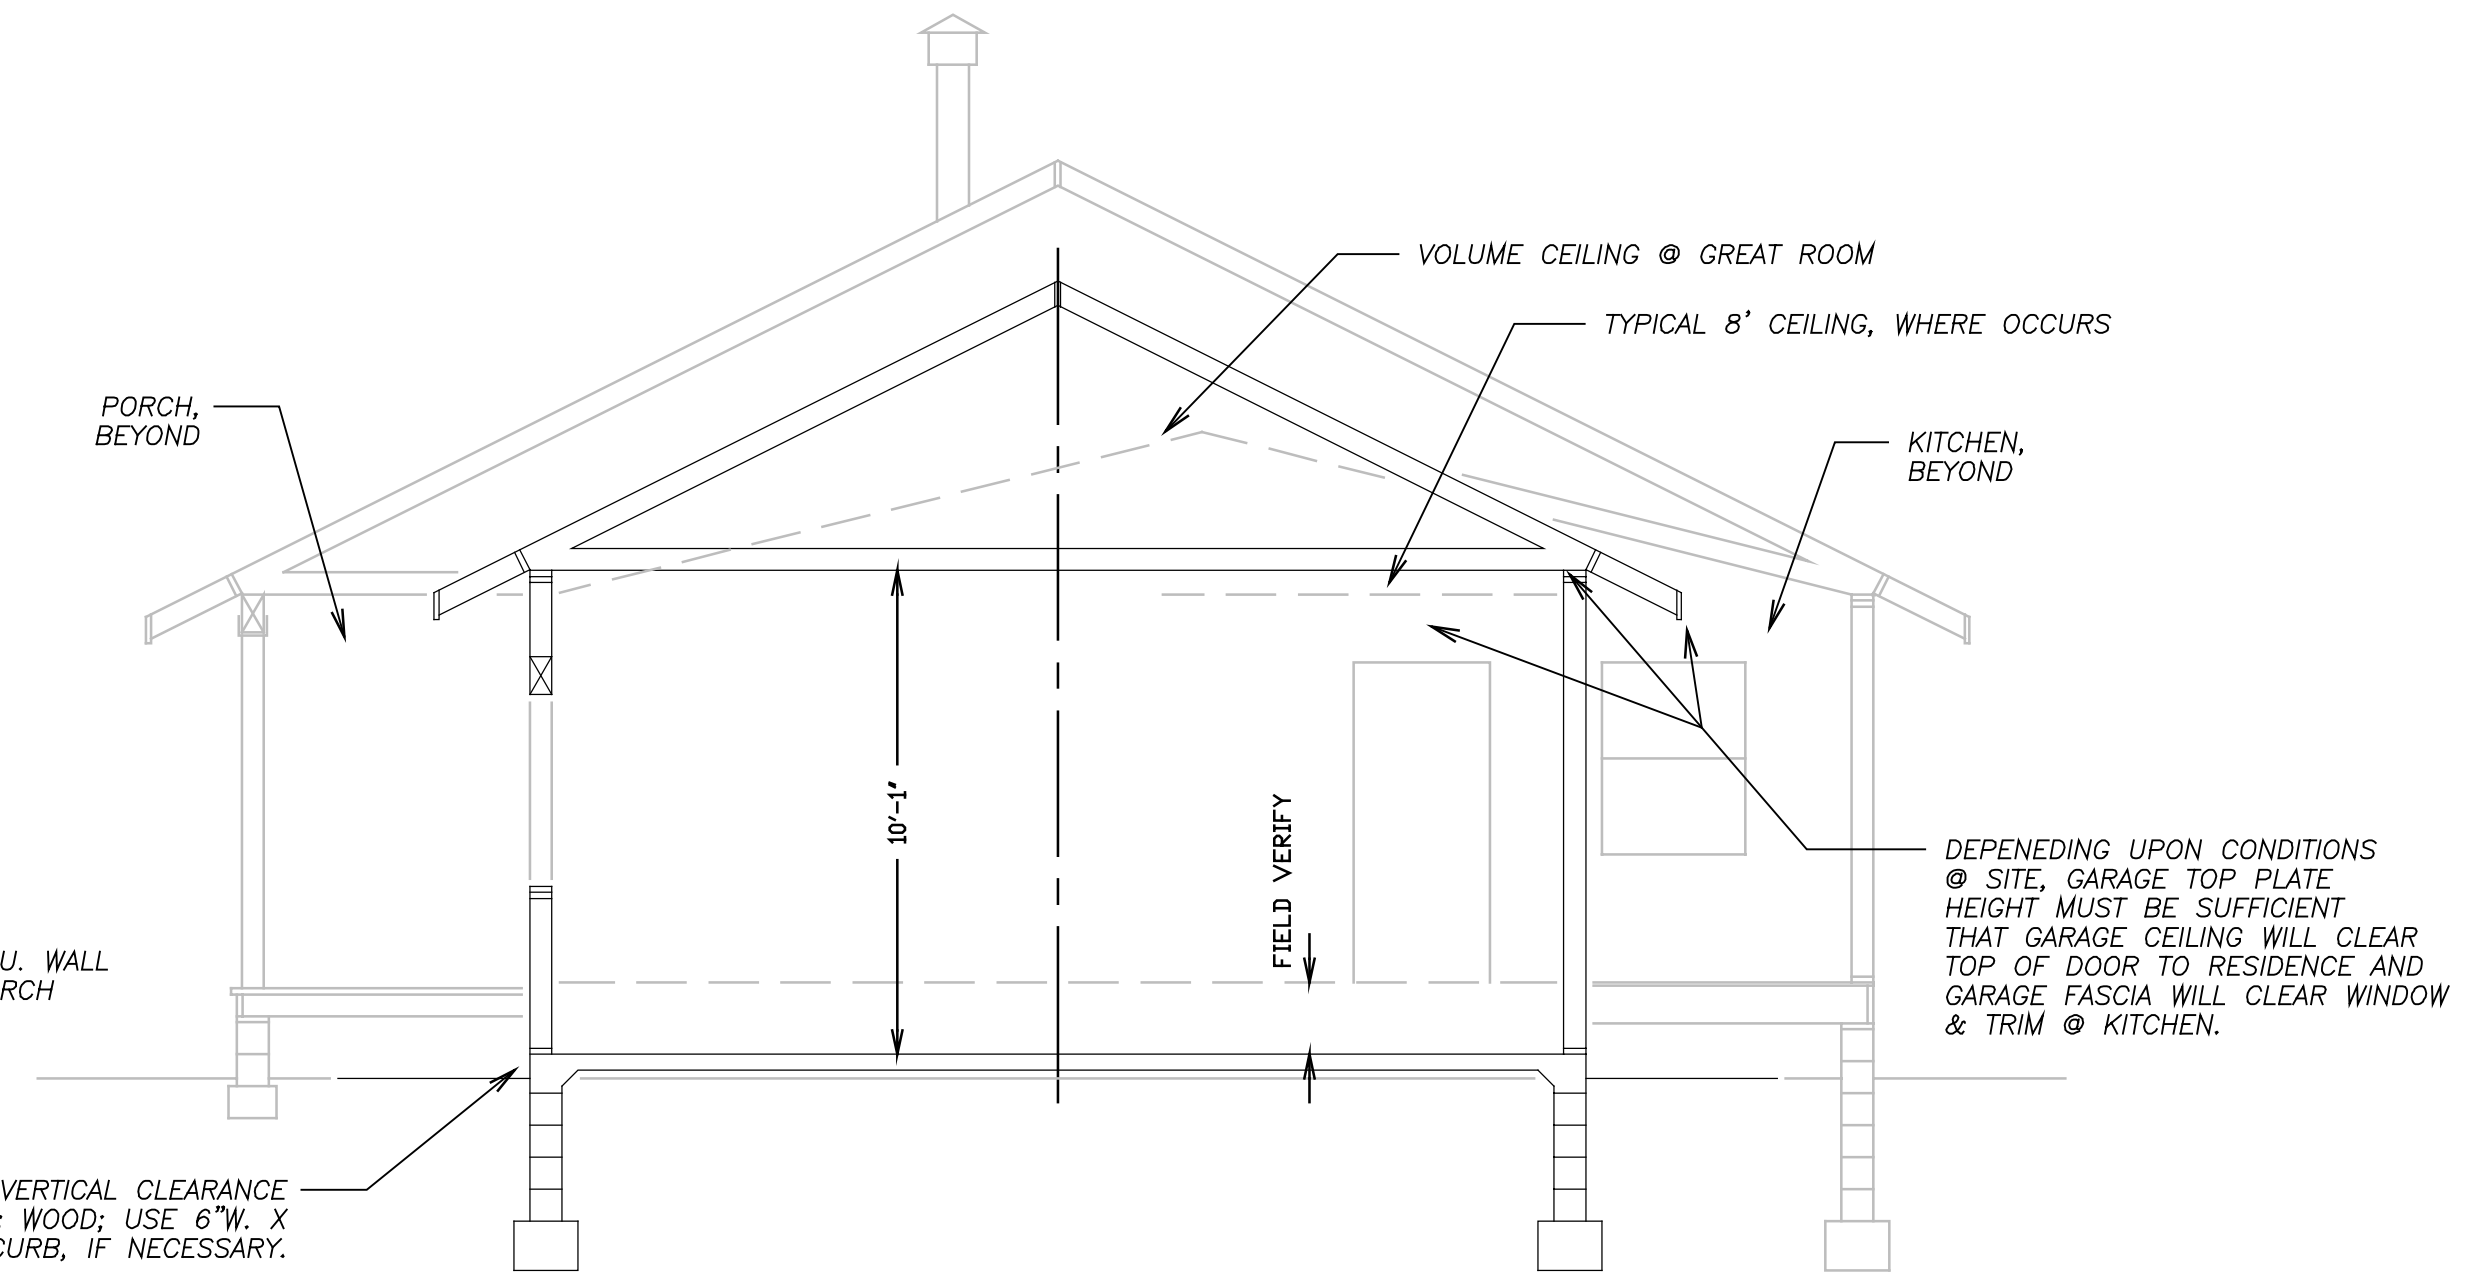 VOLUME CEILING @ GREAT ROOM
TYPICAL 8' CEILING, WHERE OCCURS
PORCH,
BEYOND
KITCHEN,
BEYOND
10'-1"
FIELD VERIFY
DEPENEDING UPON CONDITIONS
@ SITE, GARAGE TOP PLATE
HEIGHT MUST BE SUFFICIENT
THAT GARAGE CEILING WILL CLEAR
TOP OF DOOR TO RESIDENCE AND
GARAGE FASCIA WILL CLEAR WINDOW
& TRIM @ KITCHEN.
U. WALL
RCH
VERTICAL CLEARANCE
WOOD; USE 6"W. X
CURB, IF NECESSARY.